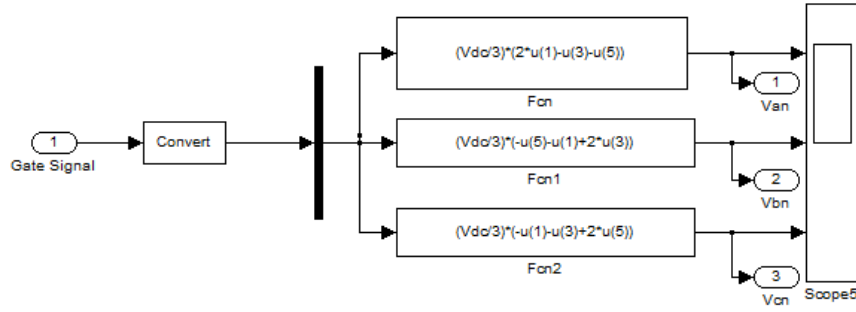 (Vdc/3)*(2*u(1)-u(3)-u(5))
Fcn
1
Van
1
Gate Signal
Convert
(Vdc/3)*(-u(5)-u(1)+2*u(3))
Fcn1
2
Vbn
(Vdc/3)*(-u(1)-u(3)+2*u(5))
Fcn2
3
Vcn
Scope5